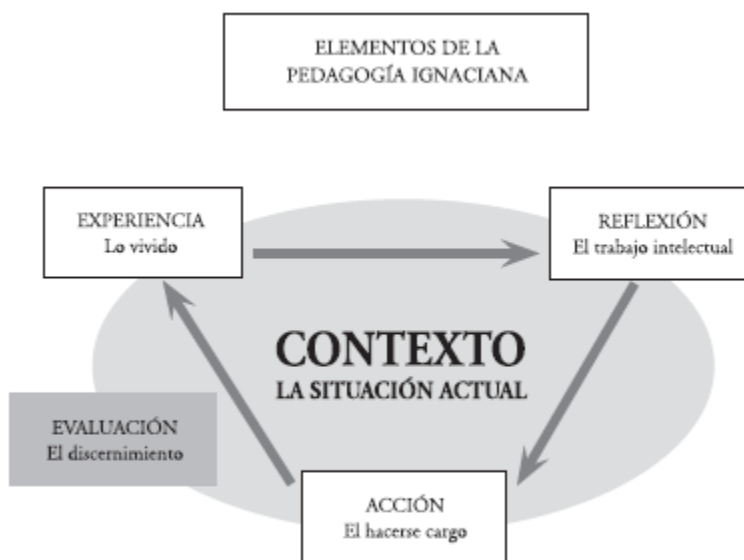 ELEMENTOS DE LA
PEDAGOGÍA IGNACIANA
EXPERIENCIA
Lo vivido
REFLEXIÓN
El trabajo intelectual
CONTEXTO
LA SITUACIÓN ACTUAL
EVALUACIÓN
El discernimiento
ACCIÓN
El hacerse cargo